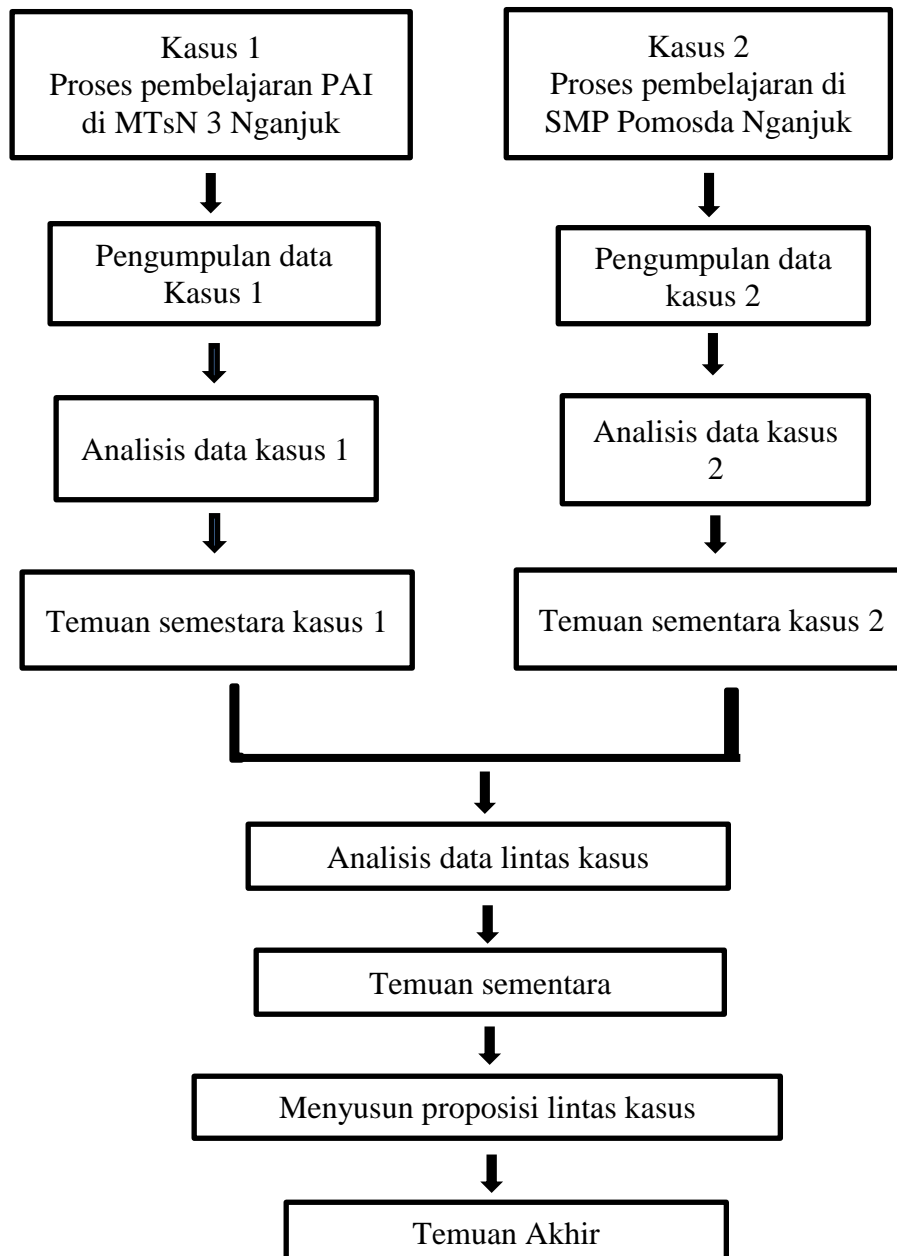 Kasus 1
Proses pembelajaran PAI
di MTsN 3 Nganjuk
Kasus 2
Proses pembelajaran di
SMP Pomosda Nganjuk
Pengumpulan data
Kasus 1
Pengumpulan data
kasus 2
Analisis data kasus 1
Analisis data kasus
2
Temuan semestara kasus 1
Temuan sementara kasus 2
Analisis data lintas kasus
Temuan sementara
Menyusun proposisi lintas kasus
Temuan Akhir